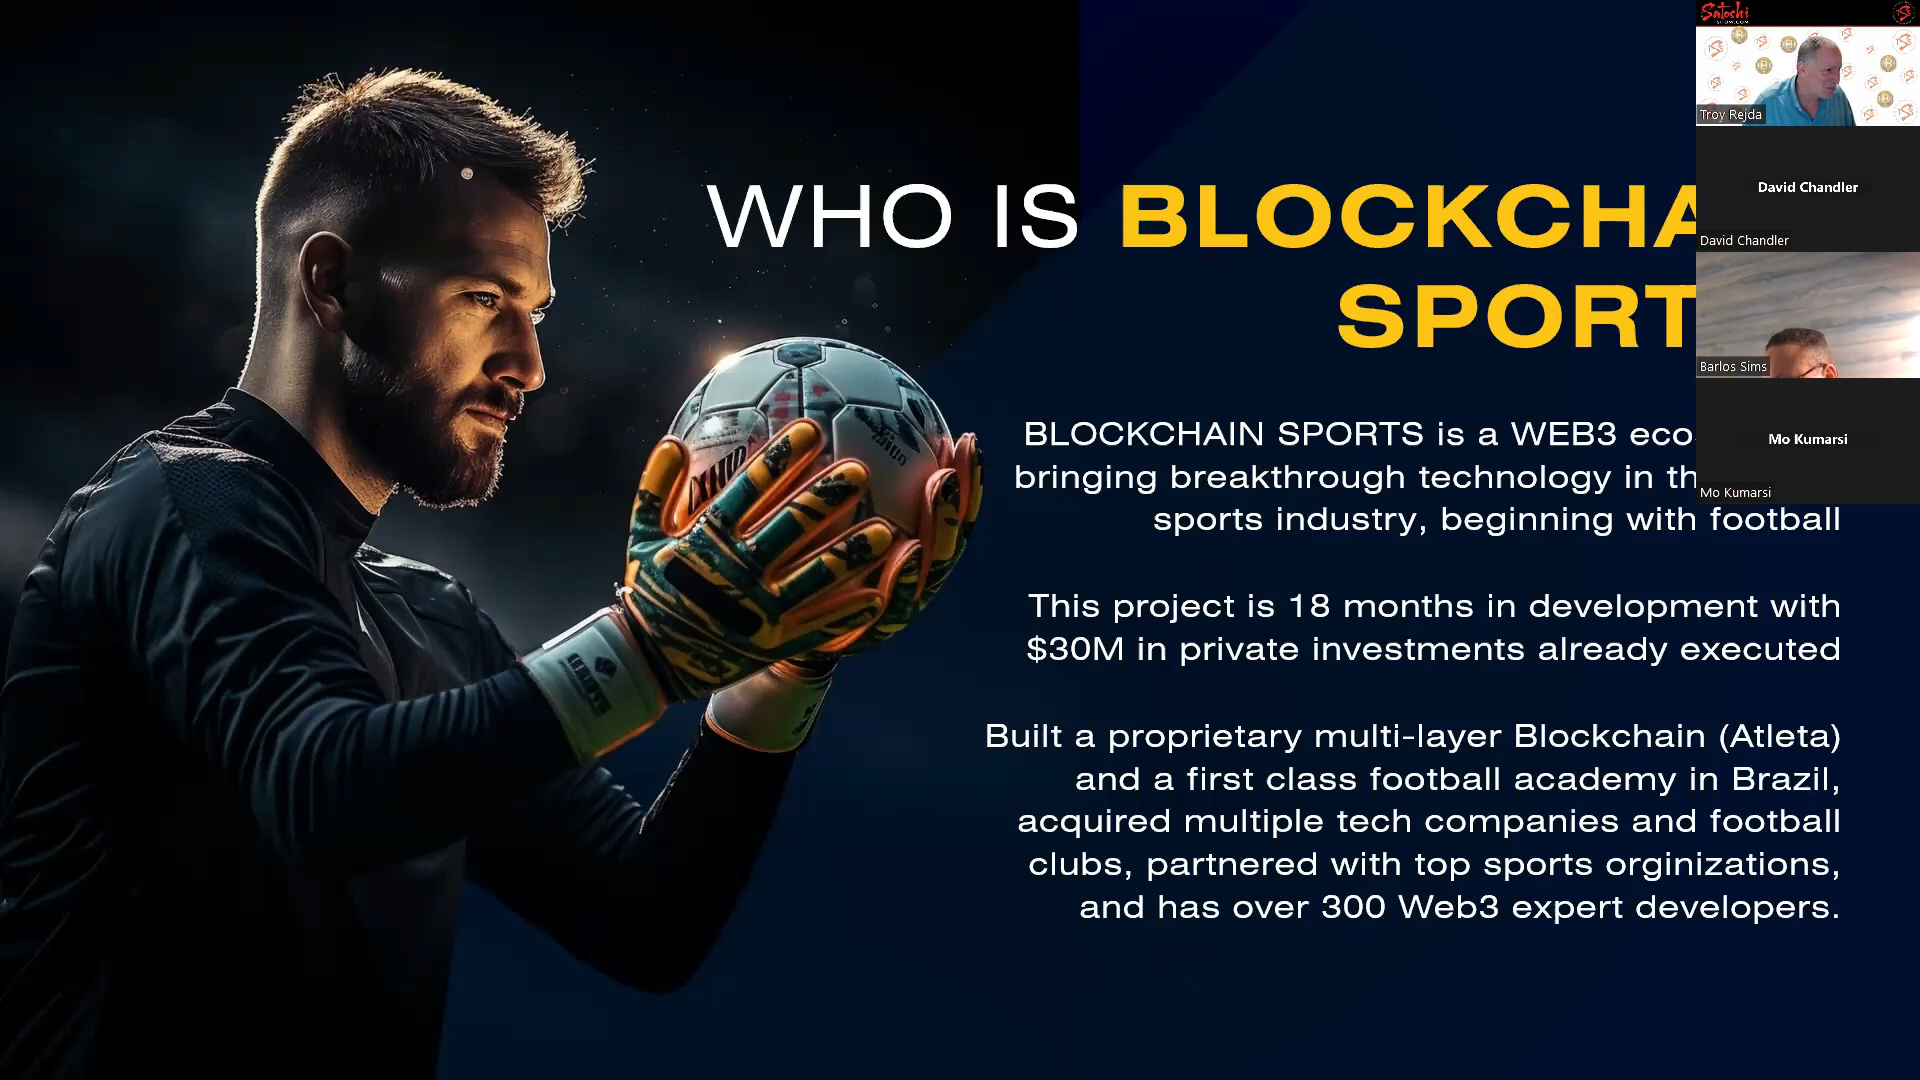 WHO IS BLOCKCHA
SPORT
BLOCKCHAIN SPORTS is a WEB3 eco
bringing breakthrough technology in th
sports industry, beginning with football
This project is 18 months in development with
$30M in private investments already executed
Built a proprietary multi-layer Blockchain (Atleta)
and a first class football academy in Brazil,
acquired multiple tech companies and football
clubs, partnered with top sports orginizations,
and has over 300 Web3 expert developers.
Satoshi
SHOW.COM
Troy Rejda
David Chandler
David Chandler
Barlos Sims
Mo Kumarsi
Mo Kumarsi